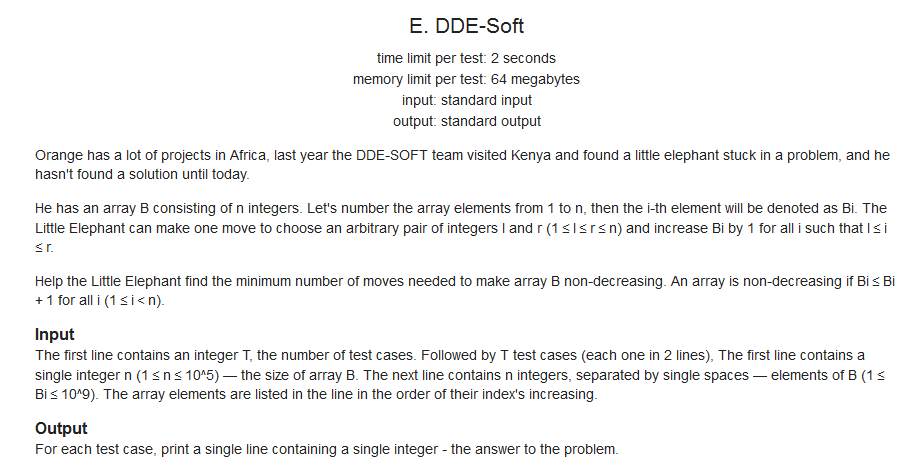 E. DDE-Soft
time limit per test: 2 seconds
memory limit per test: 64 megabytes
input: standard input
output: standard output
Orange has a lot of projects in Africa, last year the DDE-SOFT team visited Kenya and found a little elephant stuck in a problem, and he
hasn't found a solution until today.
He has an array B consisting of n integers. Let's number the array elements from 1 to n, then the i-th element will be denoted as Bi. The
Little Elephant can make one move to choose an arbitrary pair of integers l and r (1 ≤ l ≤ r ≤ n) and increase Bi by 1 for all i such that l ≤ i
≤ r.
Help the Little Elephant find the minimum number of moves needed to make array B non-decreasing. An array is non-decreasing if Bi ≤ Bi
+ 1 for all i (1 ≤ i < n).
Input
The first line contains an integer T, the number of test cases. Followed by T test cases (each one in 2 lines), The first line contains a
single integer n (1 ≤ n ≤ 10^5) — the size of array B. The next line contains n integers, separated by single spaces — elements of B (1 ≤
Bi ≤ 10^9). The array elements are listed in the line in the order of their index's increasing.
Output
For each test case, print a single line containing a single integer - the answer to the problem.